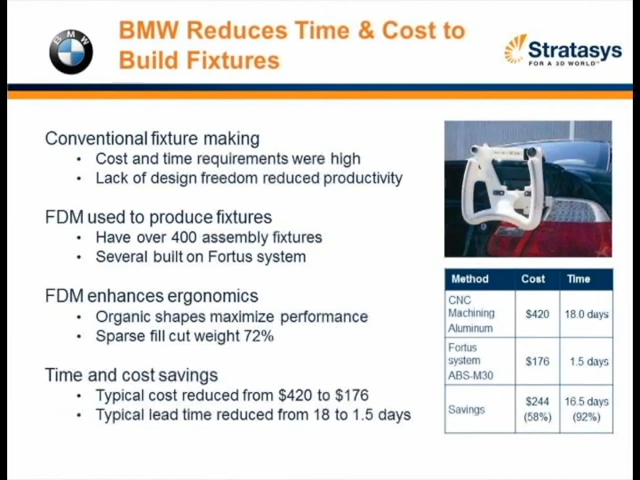 BMW
BMW Reduces Time & Cost to
Build Fixtures
Stratasys
FOR A 3D WORLD™
Conventional fixture making
• Cost and time requirements were high
• Lack of design freedom reduced productivity
FDM used to produce fixtures
• Have over 400 assembly fixtures
• Several built on Fortus system
FDM enhances ergonomics
• Organic shapes maximize performance
• Sparse fill cut weight 72%
Time and cost savings
• Typical cost reduced from $420 to $176
• Typical lead time reduced from 18 to 1.5 days
Method Cost Time
CNC
Machining
Aluminum
$420 18.0 days
Fortus
system
ABS-M30
$176 1.5 days
Savings
$244
(58%)
16.5 days
(92%)